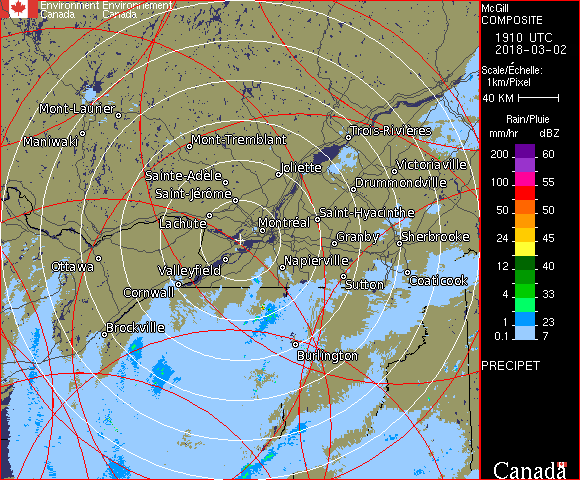 Environment Environnement
Canada Canada
McGill
COMPOSITE
1910 UTC
2018-03-02
Scale/Échelle:
1km/Pixel
40 KM
Rain/Pluie
mm/hr dBZ
200 60
100 55
50 50
24 45
12 40
4 33
1 23
0.1 7
PRECIPET
Canada
Mont-Laurier
Maniwaki
Mont-Tremblant
Trois-Rivières
Joliette
Victoriaville
Sainte-Adèle
Drummondville
Saint-Jérôme
Lachute
Saint-Hyacinthe
Montréal
Granby
Sherbrooke
Ottawa
Valleyfield
Napierville
Cornwall
Sutton
Coaticook
Brockville
Burlington